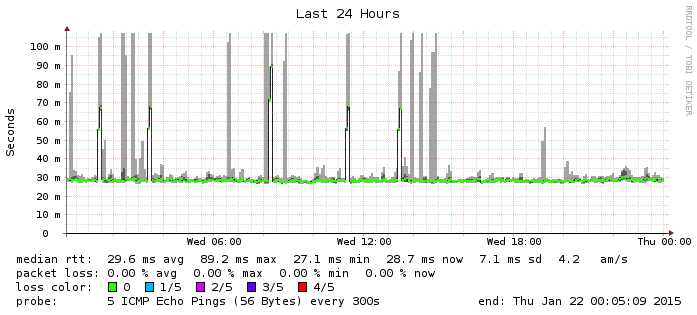 Last 24 Hours
RRDTOOL / TOBI OETIKER
Seconds
100 m
90 m
80 m
70 m
60 m
50 m
40 m
30 m
20 m
10 m
0
Wed 06:00 Wed 12:00 Wed 18:00 Thu 00:00
median rtt: 29.6 ms avg 89.2 ms max 27.1 ms min 28.7 ms now 7.1 ms sd 4.2 am/s
packet loss: 0.00 % avg 0.00 % max 0.00 % min 0.00 % now
loss color: 0 1/5 2/5 3/5 4/5
probe: 5 ICMP Echo Pings (56 Bytes) every 300s end: Thu Jan 22 00:05:09 2015